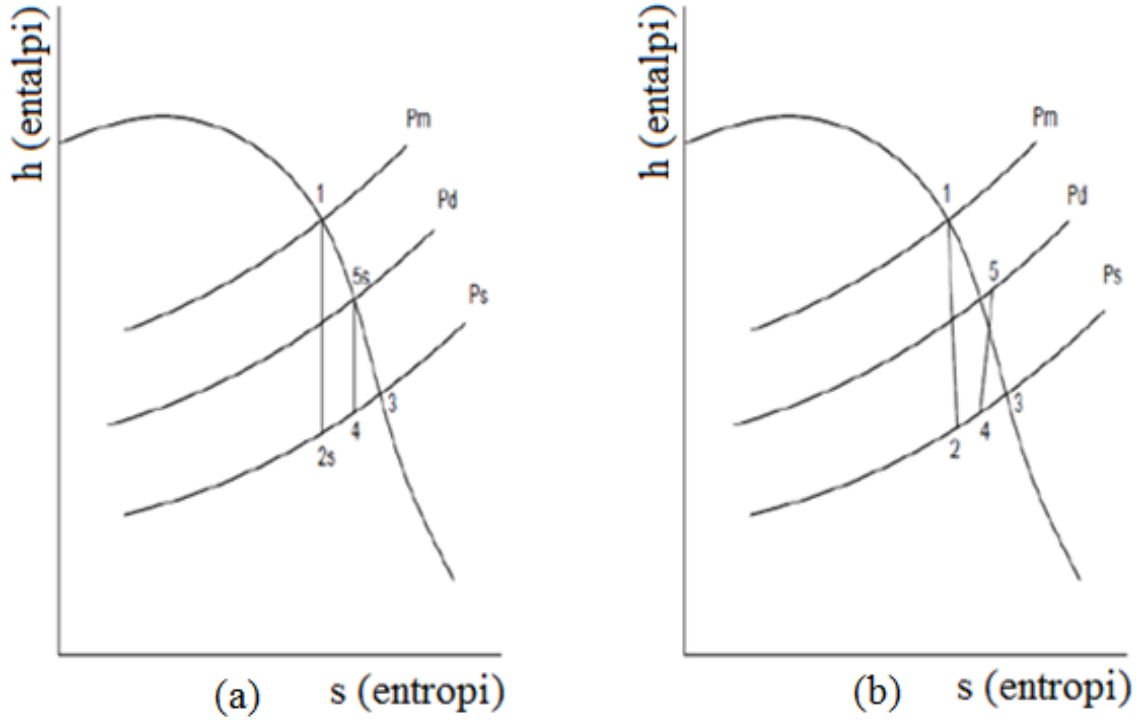 h (entalpi)
Pm
Pd
Ps
1
5s
3
4
2s
(a)
s (entropi)
h (entalpi)
Pm
Pd
Ps
1
5
3
4
2
(b)
s (entropi)